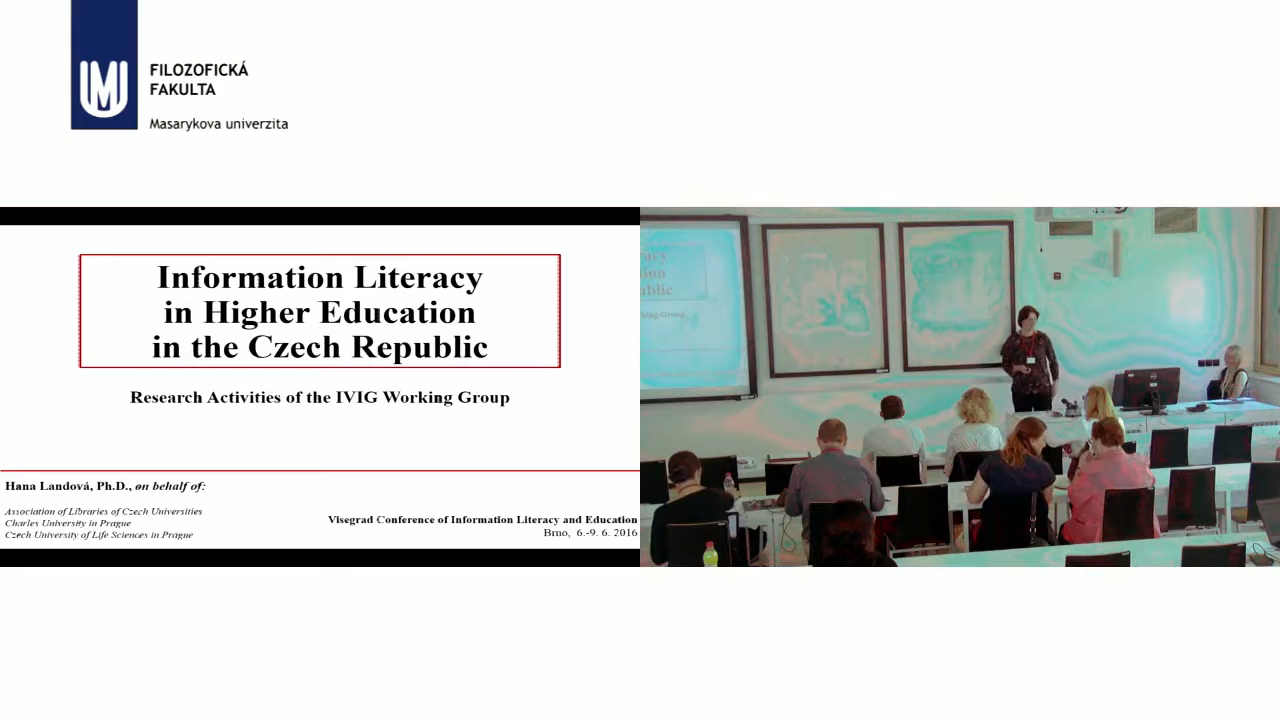 FILOZOFICKÁ
FAKULTA
Masarykova univerzita
Information Literacy
in Higher Education
in the Czech Republic
Research Activities of the IVIG Working Group
Hana Landová, Ph.D., on behalf of:
Association of Libraries of Czech Universities
Charles University in Prague
Czech University of Life Sciences in Prague
Visegrad Conference of Information Literacy and Education
Brno, 6.-9. 6. 2016